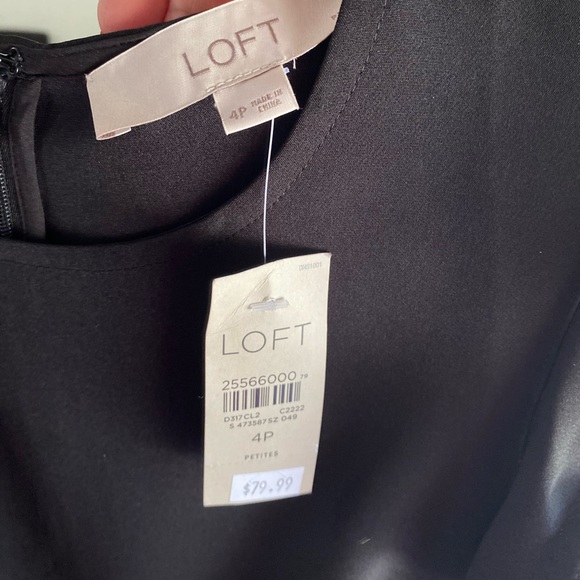 LOFT
4P
MADE IN
CHINA
LOFT
25566000
D317CL2 C2222
S 47358752 049
4P
PETITES
$79.99